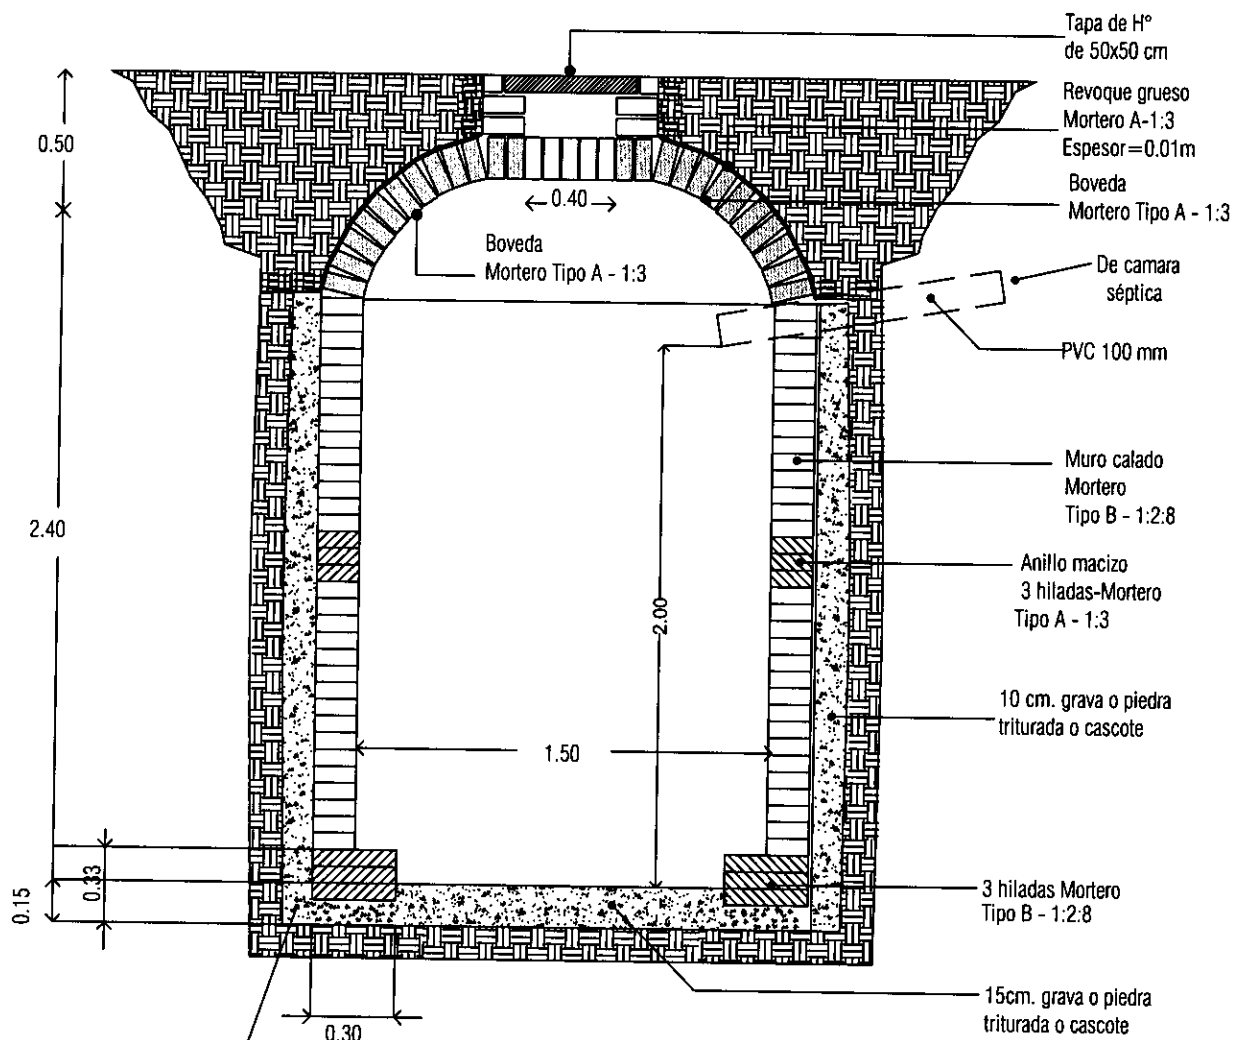 Tapa de H°
de 50x50 cm
Revoque grueso
Mortero A-1:3
Espesor=0.01m
Boveda
Mortero Tipo A - 1:3
0.50
0.40
Boveda
Mortero Tipo A - 1:3
De camara
séptica
PVC 100 mm
Muro calado
Mortero
Tipo B - 1:2:8
2.40
Anillo macizo
3 hiladas-Mortero
Tipo A - 1:3
2.00
10 cm. grava o piedra
triturada o cascote
1.50
0.33
0.15
3 hiladas Mortero
Tipo B - 1:2:8
15cm. grava o piedra
triturada o cascote
0.30